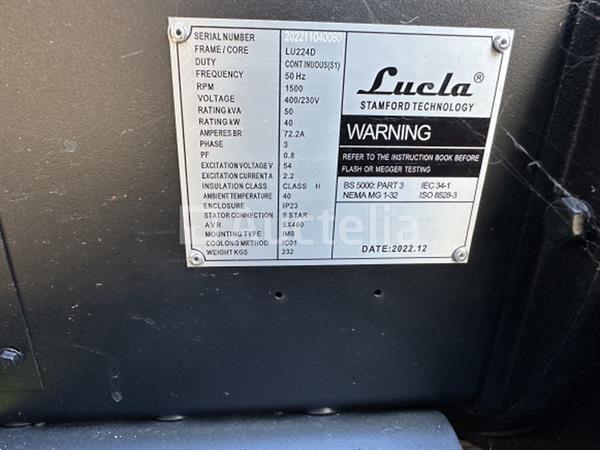 SERIAL NUMBER 202211040080
FRAME/CORE LU224D
DUTY CONTINUOUS(S1)
FREQUENCY 50 Hz
RPM 1500
VOLTAGE 400/230V
RATING kVA 50
RATING kW 40
AMPERES BR 72.2A
PHASE 3
PF 0.8
EXCITATION VOLTAGE V 54
EXCITATION CURRENT A 2.2
INSULATION CLASS CLASS H
AMBIENT TEMPERATURE 40
ENCLOSURE IP23
STATOR CONNECTION S STAR
AVR SX460
MOUNTING TYPE IMB
COOLONG METHOD IC01
WEIGHT KGS 232
Lucla ®
STAMFORD TECHNOLOGY
WARNING
REFER TO THE INSTRUCTION BOOK BEFORE
FLASH OR MEGGER TESTING
BS 5000: PART 3 IEC 34-1
NEMA MG 1-32 ISO 8528-3
DATE:2022.12
Auctelia